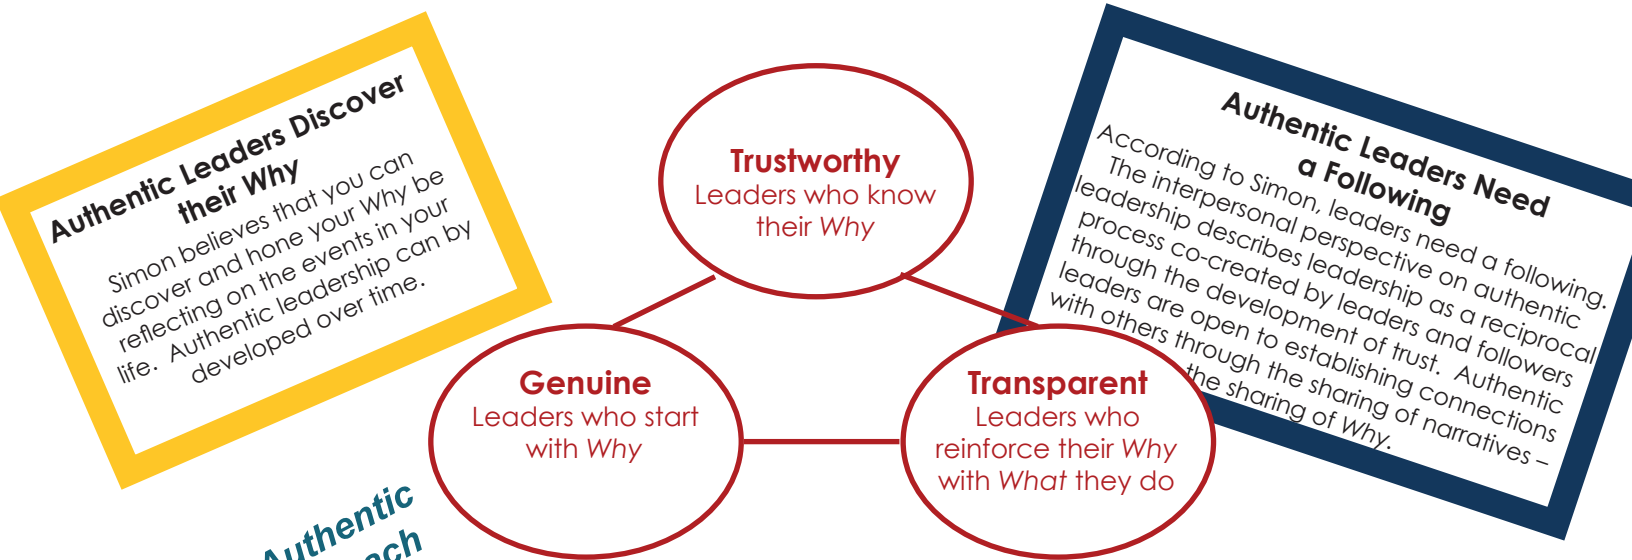 Authentic Leaders Discover
their Why
Simon believes that you can
discover and hone your Why be
reflecting on the events in your
life. Authentic leadership can by
developed over time.
Trustworthy
Leaders who know
their Why
Genuine
Leaders who start
with Why
Transparent
Leaders who
reinforce their Why
with What they do
Authentic Leaders Need
a Following
According to Simon, leaders need a following.
The interpersonal perspective on authentic
leadership describes leadership as a reciprocal
process co-created by leaders and followers
through the development of trust. Authentic
leaders are open to establishing connections
with others through the sharing of narratives –
the sharing of Why.
Authentic